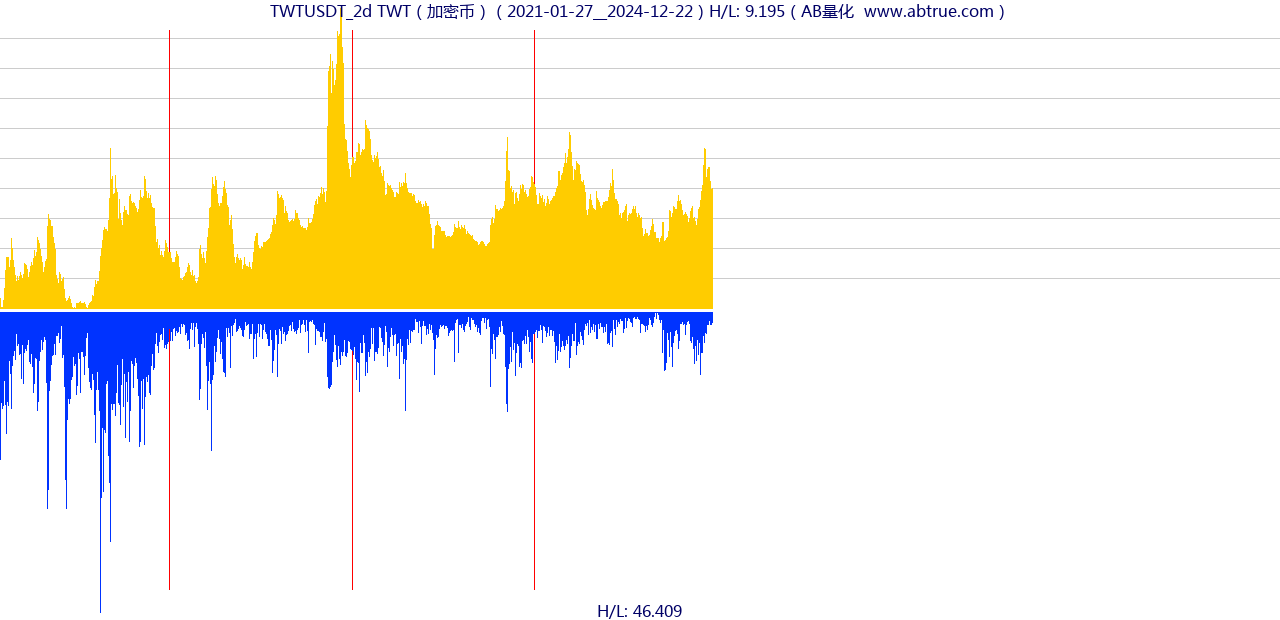 TWTUSDT_2d TWT（加密币）（2021-01-27__2024-12-22）H/L: 9.195（AB量化  www.abtrue.com）
H/L: 46.409